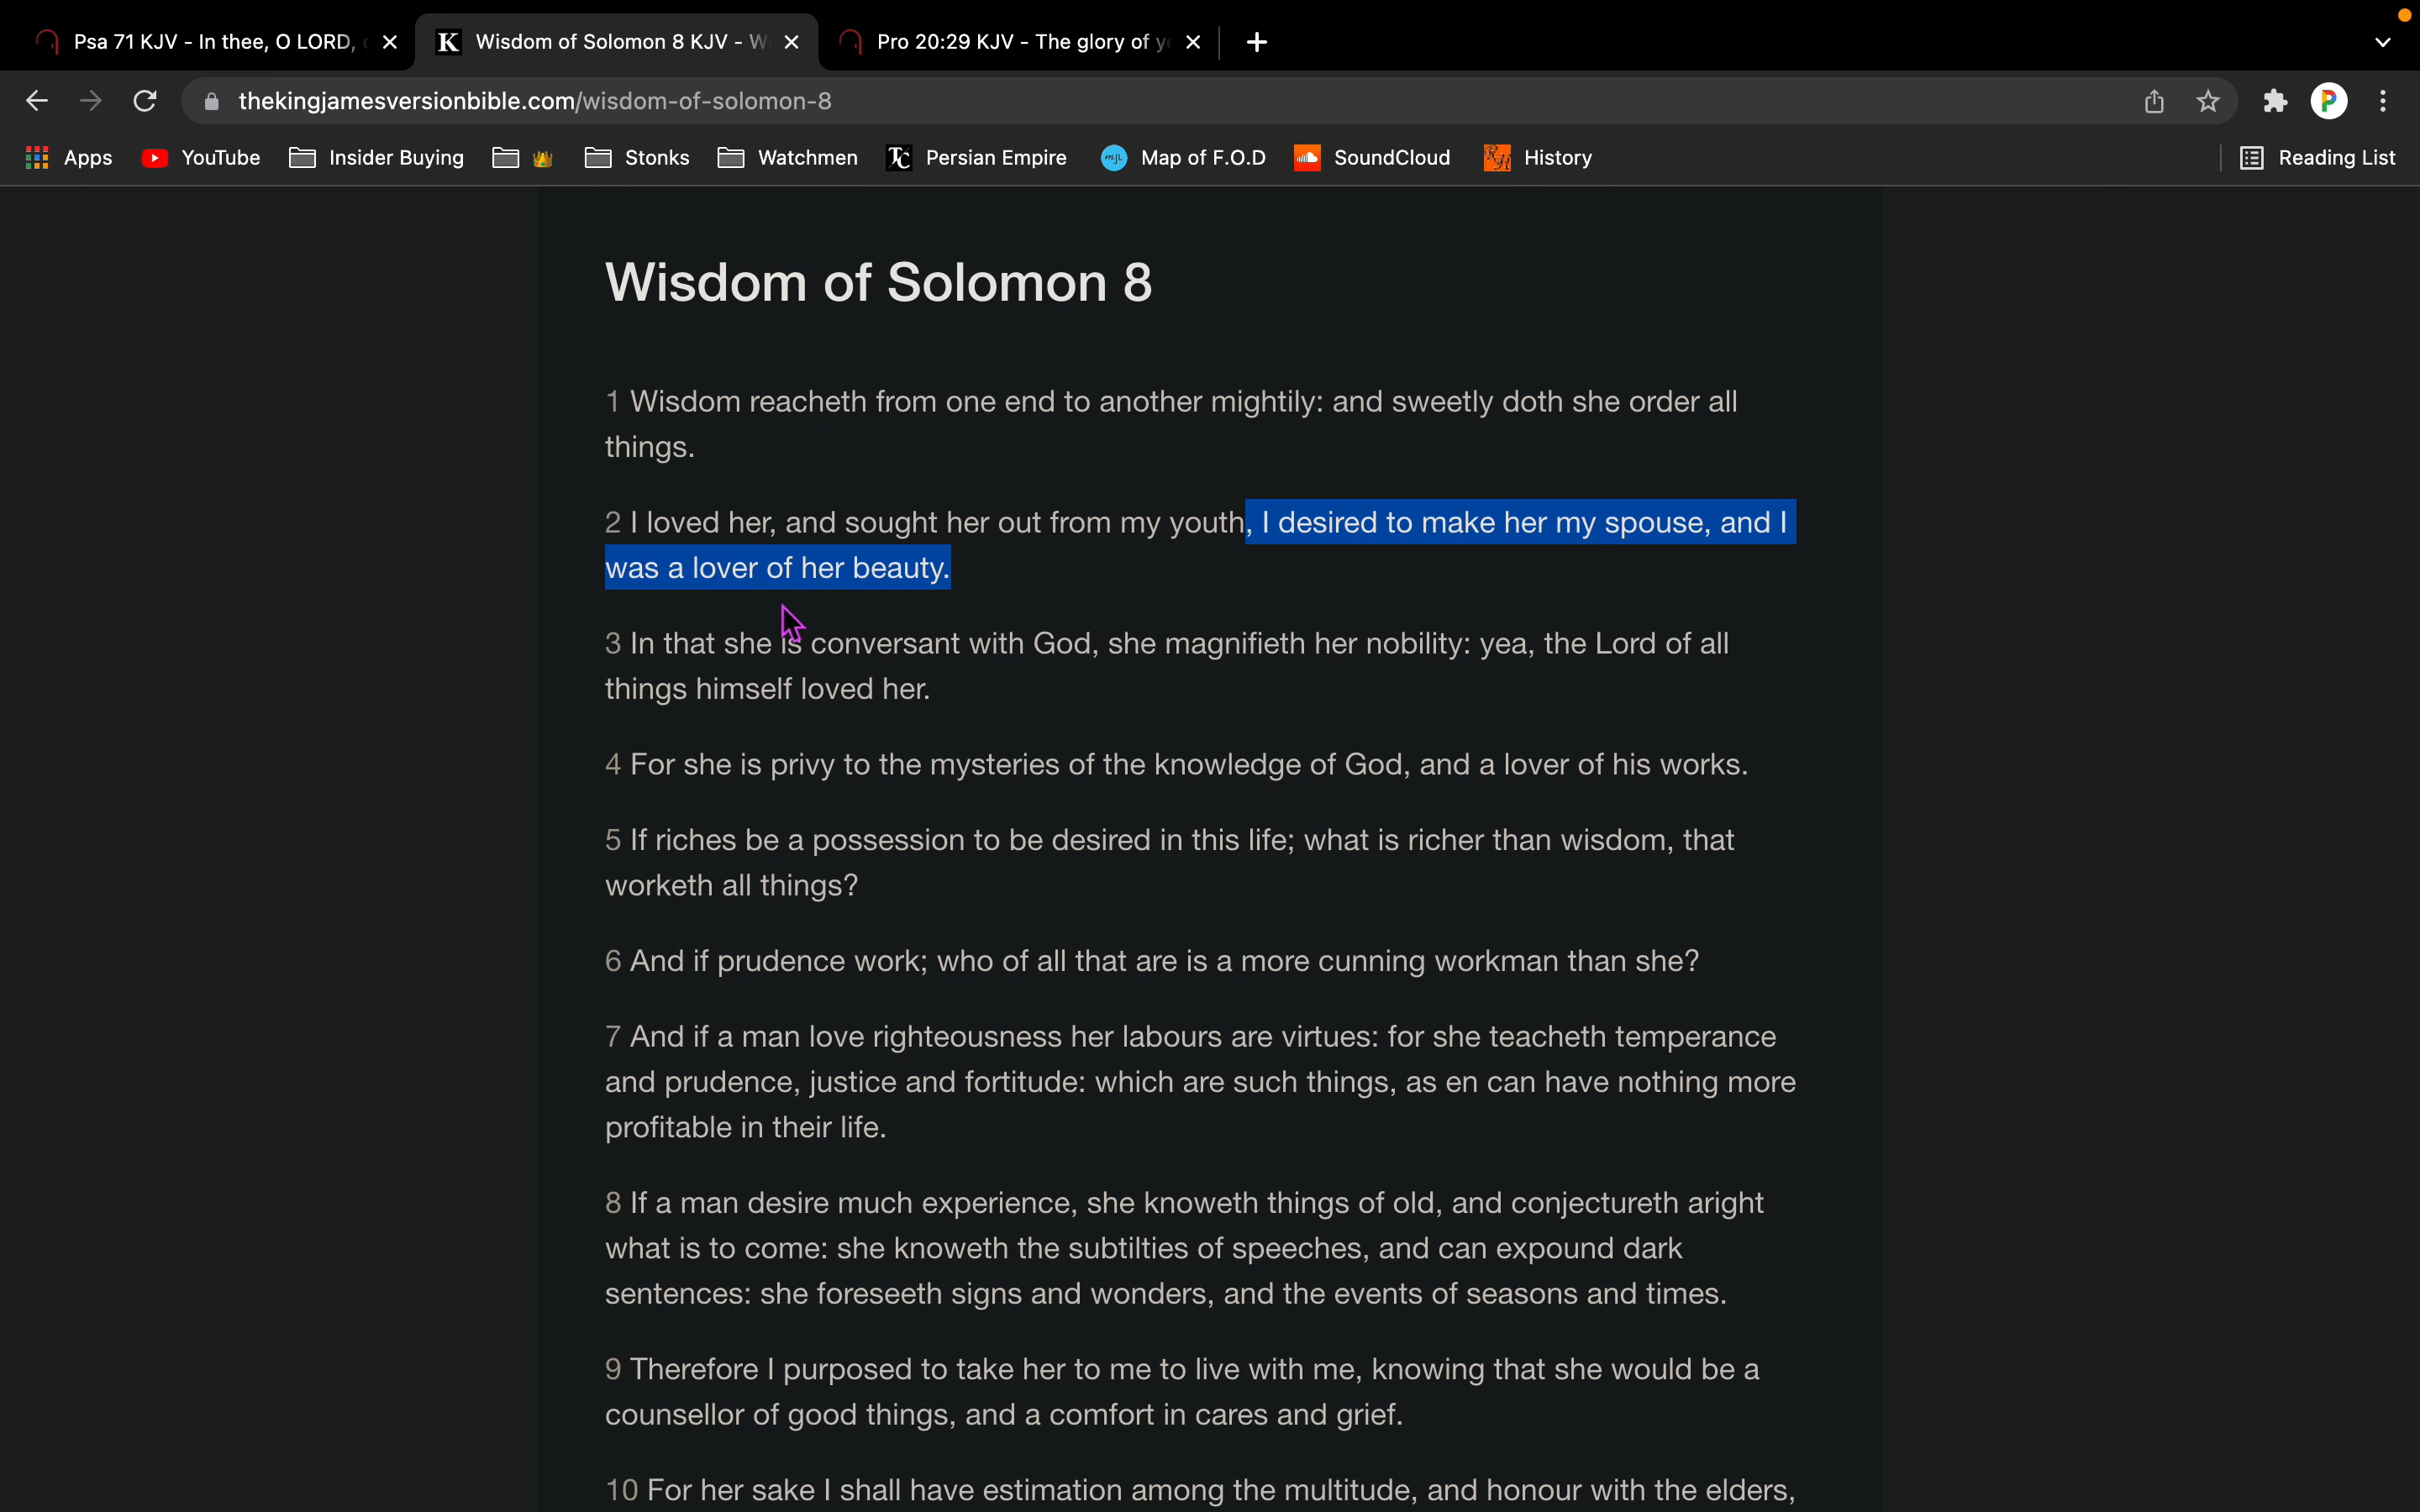 Psa 71 KJV - In thee, O LORD,
Wisdom of Solomon 8 KJV - W
Pro 20:29 KJV - The glory of y
thekingjamesversionbible.com/wisdom-of-solomon-8
P
Apps
YouTube
Insider Buying
Stonks
Watchmen
Persian Empire
Map of F.O.D
SoundCloud
History
Reading List
Wisdom of Solomon 8
1 Wisdom reacheth from one end to another mightily: and sweetly doth she order all
things.
2 I loved her, and sought her out from my youth, I desired to make her my spouse, and I
was a lover of her beauty.
3 In that she is conversant with God, she magnifieth her nobility: yea, the Lord of all
things himself loved her.
4 For she is privy to the mysteries of the knowledge of God, and a lover of his works.
5 If riches be a possession to be desired in this life; what is richer than wisdom, that
worketh all things?
6 And if prudence work; who of all that are is a more cunning workman than she?
7 And if a man love righteousness her labours are virtues: for she teacheth temperance
and prudence, justice and fortitude: which are such things, as en can have nothing more
profitable in their life.
8 If a man desire much experience, she knoweth things of old, and conjectureth aright
what is to come: she knoweth the subtilties of speeches, and can expound dark
sentences: she foreseeth signs and wonders, and the events of seasons and times.
9 Therefore I purposed to take her to me to live with me, knowing that she would be a
counsellor of good things, and a comfort in cares and grief.
10 For her sake I shall have estimation among the multitude, and honour with the elders,